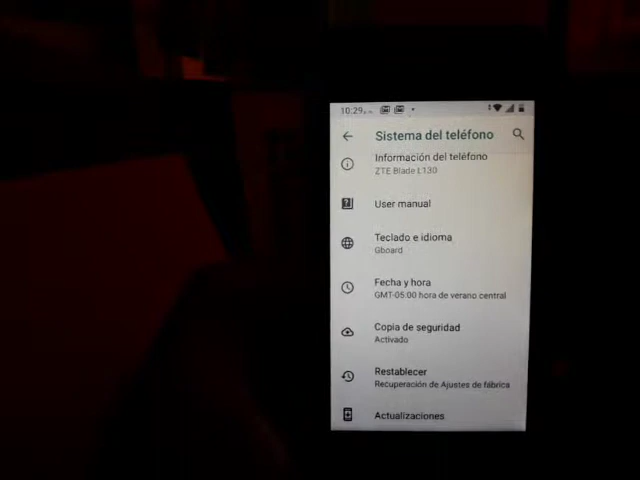 10:29
Sistema del teléfono
Información del teléfono
ZTE Blade L130
User manual
Teclado e idioma
Gboard
Fecha y hora
GMT-05:00 hora de verano central
Copia de seguridad
Activado
Restablecer
Recuperación de Ajustes de fábrica
Actualizaciones